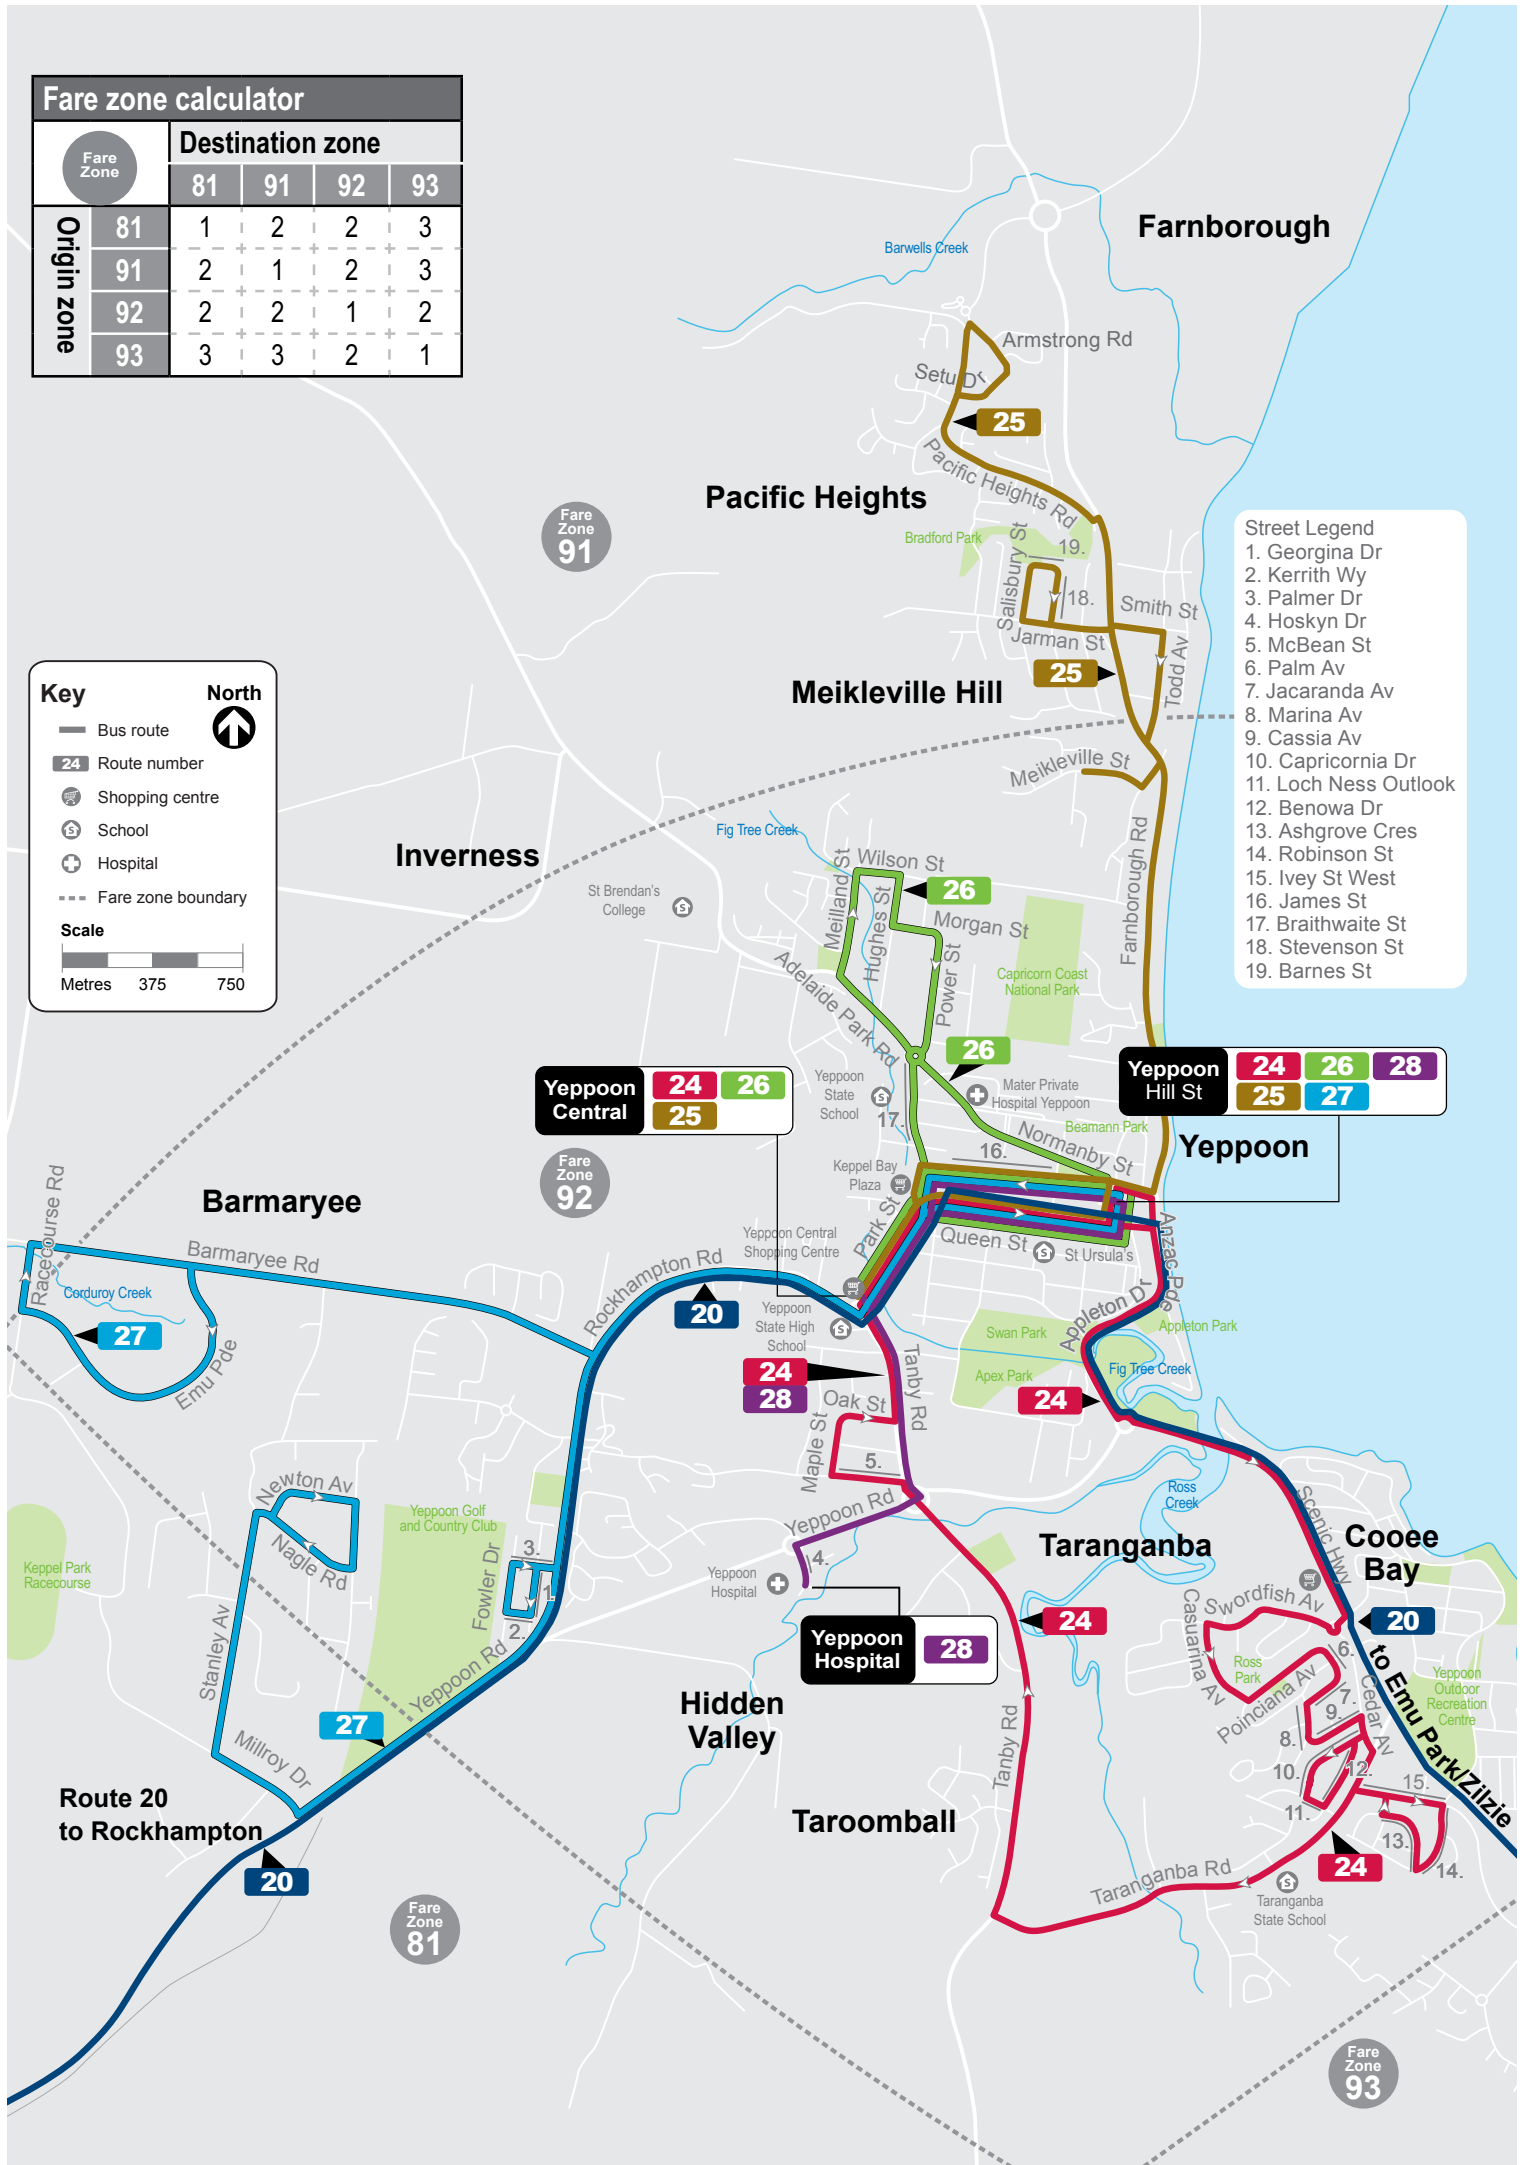 Fare zone calculator
Fare
Zone
Destination zone
81 91 92 93
Origin zone
81 1 2 2 3
91 2 1 2 3
92 2 2 1 2
93 3 3 2 1
Farnborough
Barwells Creek
Armstrong Rd
Setu Dr
25
Pacific Heights Rd
Pacific Heights
Fare
Zone
91
Bradford Park
Salisbury St
19.
18.
Smith St
Jarman St
Todd Av
25
Meikleville Hill
Meikleville St
Street Legend
1. Georgina Dr
2. Kerrith Wy
3. Palmer Dr
4. Hoskyn Dr
5. McBean St
6. Palm Av
7. Jacaranda Av
8. Marina Av
9. Cassia Av
10. Capricornia Dr
11. Loch Ness Outlook
12. Benowa Dr
13. Ashgrove Cres
14. Robinson St
15. Ivey St West
16. James St
17. Braithwaite St
18. Stevenson St
19. Barnes St
Key
North
Bus route
24 Route number
Shopping centre
S School
Hospital
Fare zone boundary
Scale
Metres 375 750
Inverness
Fig Tree Creek
St Brendan's
College
S
Wilson St
Meilland St
Hughes St
26
Morgan St
Power St
Adelaide Park Rd
Capricorn Coast
National Park
Farnborough Rd
26
Yeppoon
Central
24 26
25
Yeppoon
State
School
S
17.
Mater Private
Hospital Yeppoon
Yeppoon
Hill St
24 26 28
25 27
Beamann Park
Normanby St
16.
Yeppoon
Fare
Zone
92
Keppel Bay
Plaza
Park St
Queen St
S
St Ursula's
Anzac Pde
Yeppoon Central
Shopping Centre
Barmaryee
Racecourse Rd
Barmaryee Rd
Corduroy Creek
27
Emu Pde
Rockhampton Rd
20
Yeppoon
State High
School
S
24
28
Tanby Rd
Oak St
Maple St
5.
Swan Park
Apex Park
Appleton Dr
Appleton Park
Fig Tree Creek
24
Ross
Creek
Scenic Hwy
Cooee
Bay
Yeppoon Rd
4.
Yeppoon
Hospital
Yeppoon
Hospital
28
Taranganba
24
Newton Av
Nagle Rd
Stanley Av
Yeppoon Golf
and Country Club
Keppel Park
Racecourse
Fowler Dr
3.
1.
2.
Yeppoon Rd
27
Millroy Dr
Swordfish Av
Casuarina Av
Ross
Park
Poinciana Av
6.
7.
9.
8.
Cedar Av
10.
12.
11.
15.
13.
14.
20
to Emu Park/Zilzie
Yeppoon
Outdoor
Recreation
Centre
Hidden
Valley
Tanby Rd
Taroomball
Route 20
to Rockhampton
20
Fare
Zone
81
Taranganba Rd
24
S
Taranganba
State School
Fare
Zone
93